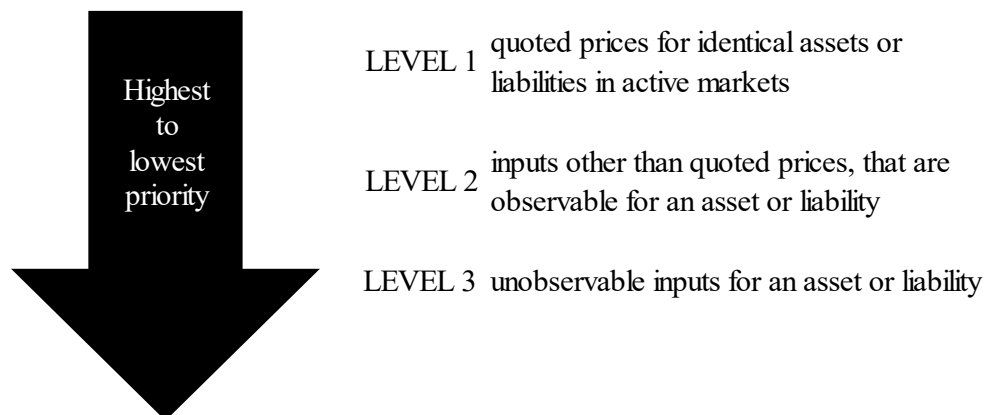 Highest
to
lowest
priority
LEVEL 1
quoted prices for identical assets or
liabilities in active markets
LEVEL 2
inputs other than quoted prices, that are
observable for an asset or liability
LEVEL 3 unobservable inputs for an asset or liability